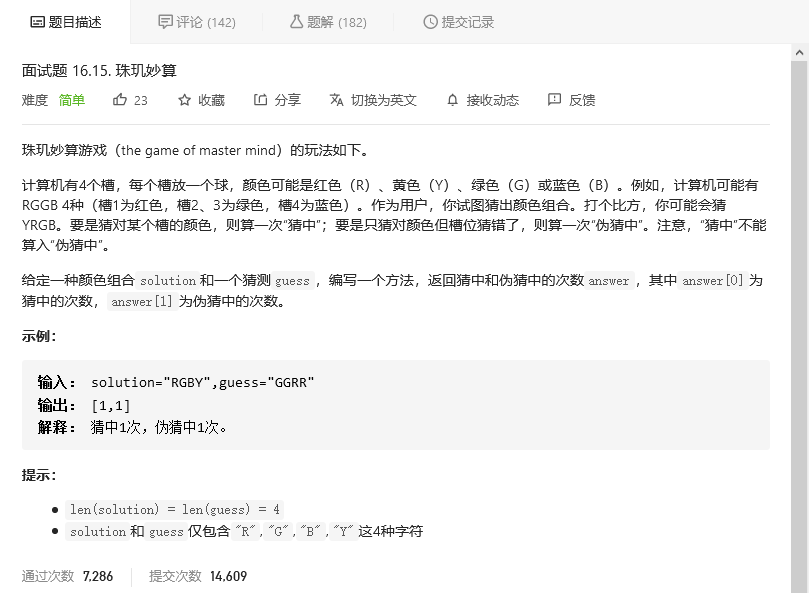 题目描述 评论 (142) 题解 (182) 提交记录
面试题 16.15. 珠玑妙算
难度 简单 23 收藏 分享 切换为英文 接收动态 反馈
珠玑妙算游戏（the game of master mind）的玩法如下。
计算机有4个槽，每个槽放一个球，颜色可能是红色（R）、黄色（Y）、绿色（G）或蓝色（B）。例如，计算机可能有
RGGB 4种（槽1为红色，槽2、3为绿色，槽4为蓝色）。作为用户，你试图猜出颜色组合。打个比方，你可能会猜
YRGB。要是猜对某个槽的颜色，则算一次“猜中”；要是只猜对颜色但槽位猜错了，则算一次“伪猜中”。注意，“猜中”不能
算入“伪猜中”。
给定一种颜色组合 solution 和一个猜测 guess ，编写一个方法，返回猜中和伪猜中的次数 answer ，其中 answer[0] 为
猜中的次数， answer[1] 为伪猜中的次数。
示例：
输入： solution="RGBY",guess="GGRR"
输出： [1,1]
解释： 猜中1次，伪猜中1次。
提示：
● len(solution) = len(guess) = 4
● solution 和 guess 仅包含 "R","G","B","Y" 这4种字符
通过次数 7,286 提交次数 14,609